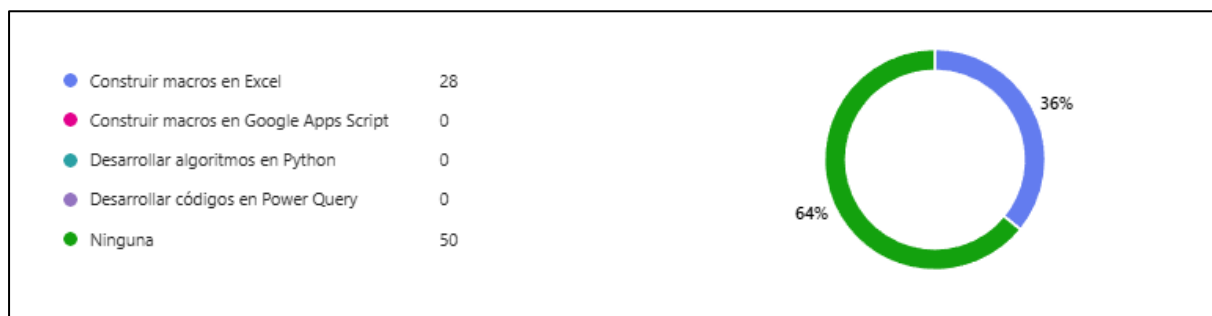 Construir macros en Excel 28
Construir macros en Google Apps Script 0
Desarrollar algoritmos en Python 0
Desarrollar códigos en Power Query 0
Ninguna 50
36%
64%